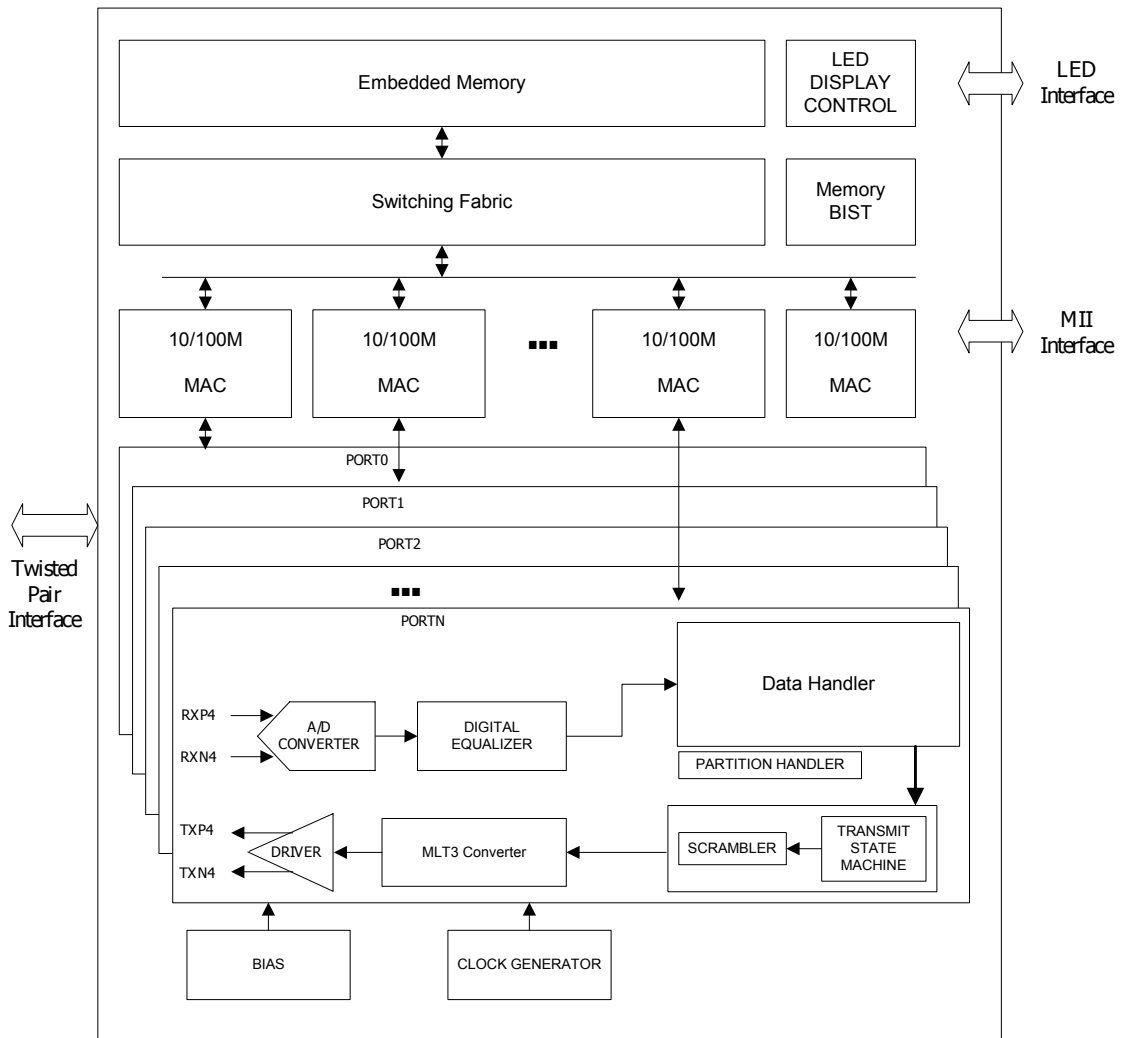 Embedded Memory
LED
DISPLAY
CONTROL
LED
Interface
Switching Fabric
Memory
BIST
10/100M
MAC
10/100M
MAC
10/100M
MAC
10/100M
MAC
MII
Interface
PORT0
PORT1
PORT2
PORTN
Twisted
Pair
Interface
RXP4
RXN4
A/D
CONVERTER
DIGITAL
EQUALIZER
Data Handler
PARTITION HANDLER
TXP4
TXN4
DRIVER
MLT3 Converter
SCRAMBLER
TRANSMIT
STATE
MACHINE
BIAS
CLOCK GENERATOR